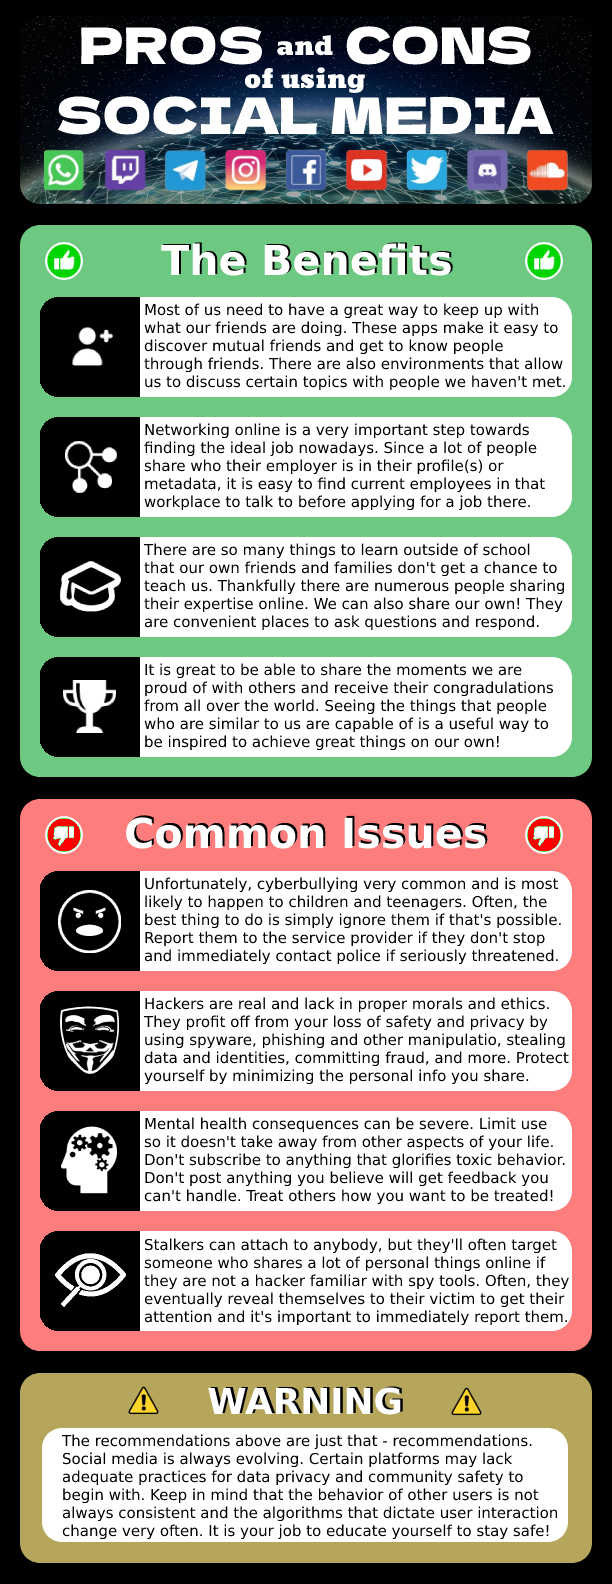 PROS and CONS
of using
SOCIAL MEDIA
The Benefits
Most of us need to have a great way to keep up with
what our friends are doing. These apps make it easy to
discover mutual friends and get to know people
through friends. There are also environments that allow
us to discuss certain topics with people we haven't met.
Networking online is a very important step towards
finding the ideal job nowadays. Since a lot of people
share who their employer is in their profile(s) or
metadata, it is easy to find current employees in that
workplace to talk to before applying for a job there.
There are so many things to learn outside of school
that our own friends and families don't get a chance to
teach us. Thankfully there are numerous people sharing
their expertise online. We can also share our own! They
are convenient places to ask questions and respond.
It is great to be able to share the moments we are
proud of with others and receive their congradulations
from all over the world. Seeing the things that people
who are similar to us are capable of is a useful way to
be inspired to achieve great things on our own!
Common Issues
Unfortunately, cyberbullying very common and is most
likely to happen to children and teenagers. Often, the
best thing to do is simply ignore them if that's possible.
Report them to the service provider if they don't stop
and immediately contact police if seriously threatened.
Hackers are real and lack in proper morals and ethics.
They profit off from your loss of safety and privacy by
using spyware, phishing and other manipulatio, stealing
data and identities, committing fraud, and more. Protect
yourself by minimizing the personal info you share.
Mental health consequences can be severe. Limit use
so it doesn't take away from other aspects of your life.
Don't subscribe to anything that glorifies toxic behavior.
Don't post anything you believe will get feedback you
can't handle. Treat others how you want to be treated!
Stalkers can attach to anybody, but they'll often target
someone who shares a lot of personal things online if
they are not a hacker familiar with spy tools. Often, they
eventually reveal themselves to their victim to get their
attention and it's important to immediately report them.
WARNING
The recommendations above are just that - recommendations.
Social media is always evolving. Certain platforms may lack
adequate practices for data privacy and community safety to
begin with. Keep in mind that the behavior of other users is not
always consistent and the algorithms that dictate user interaction
change very often. It is your job to educate yourself to stay safe!